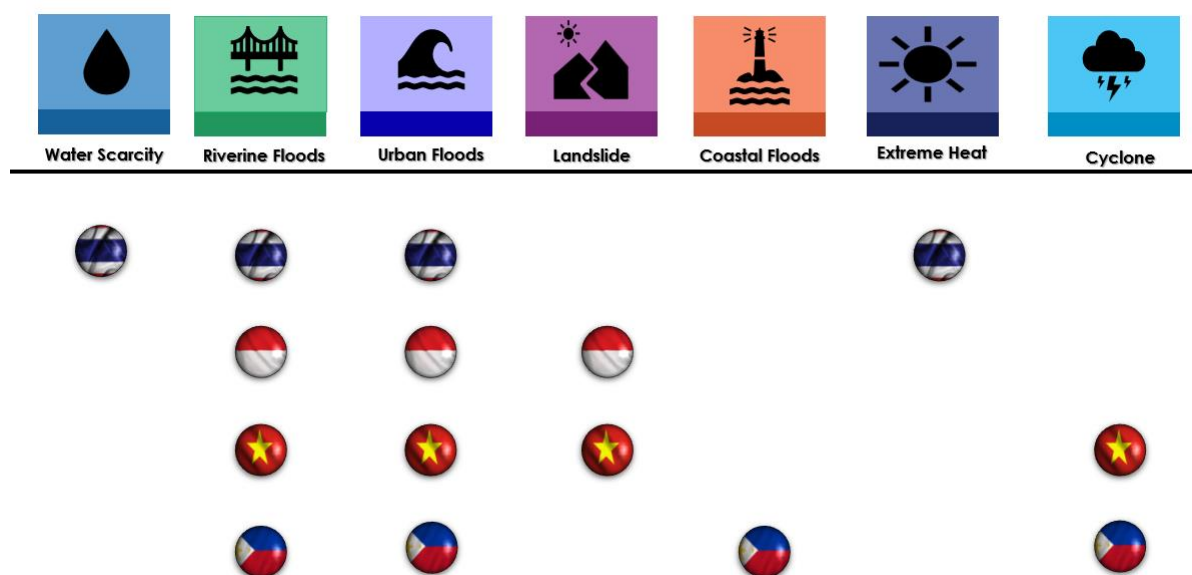 Water Scarcity
Riverine Floods
Urban Floods
Landslide
Coastal Floods
Extreme Heat
Cyclone